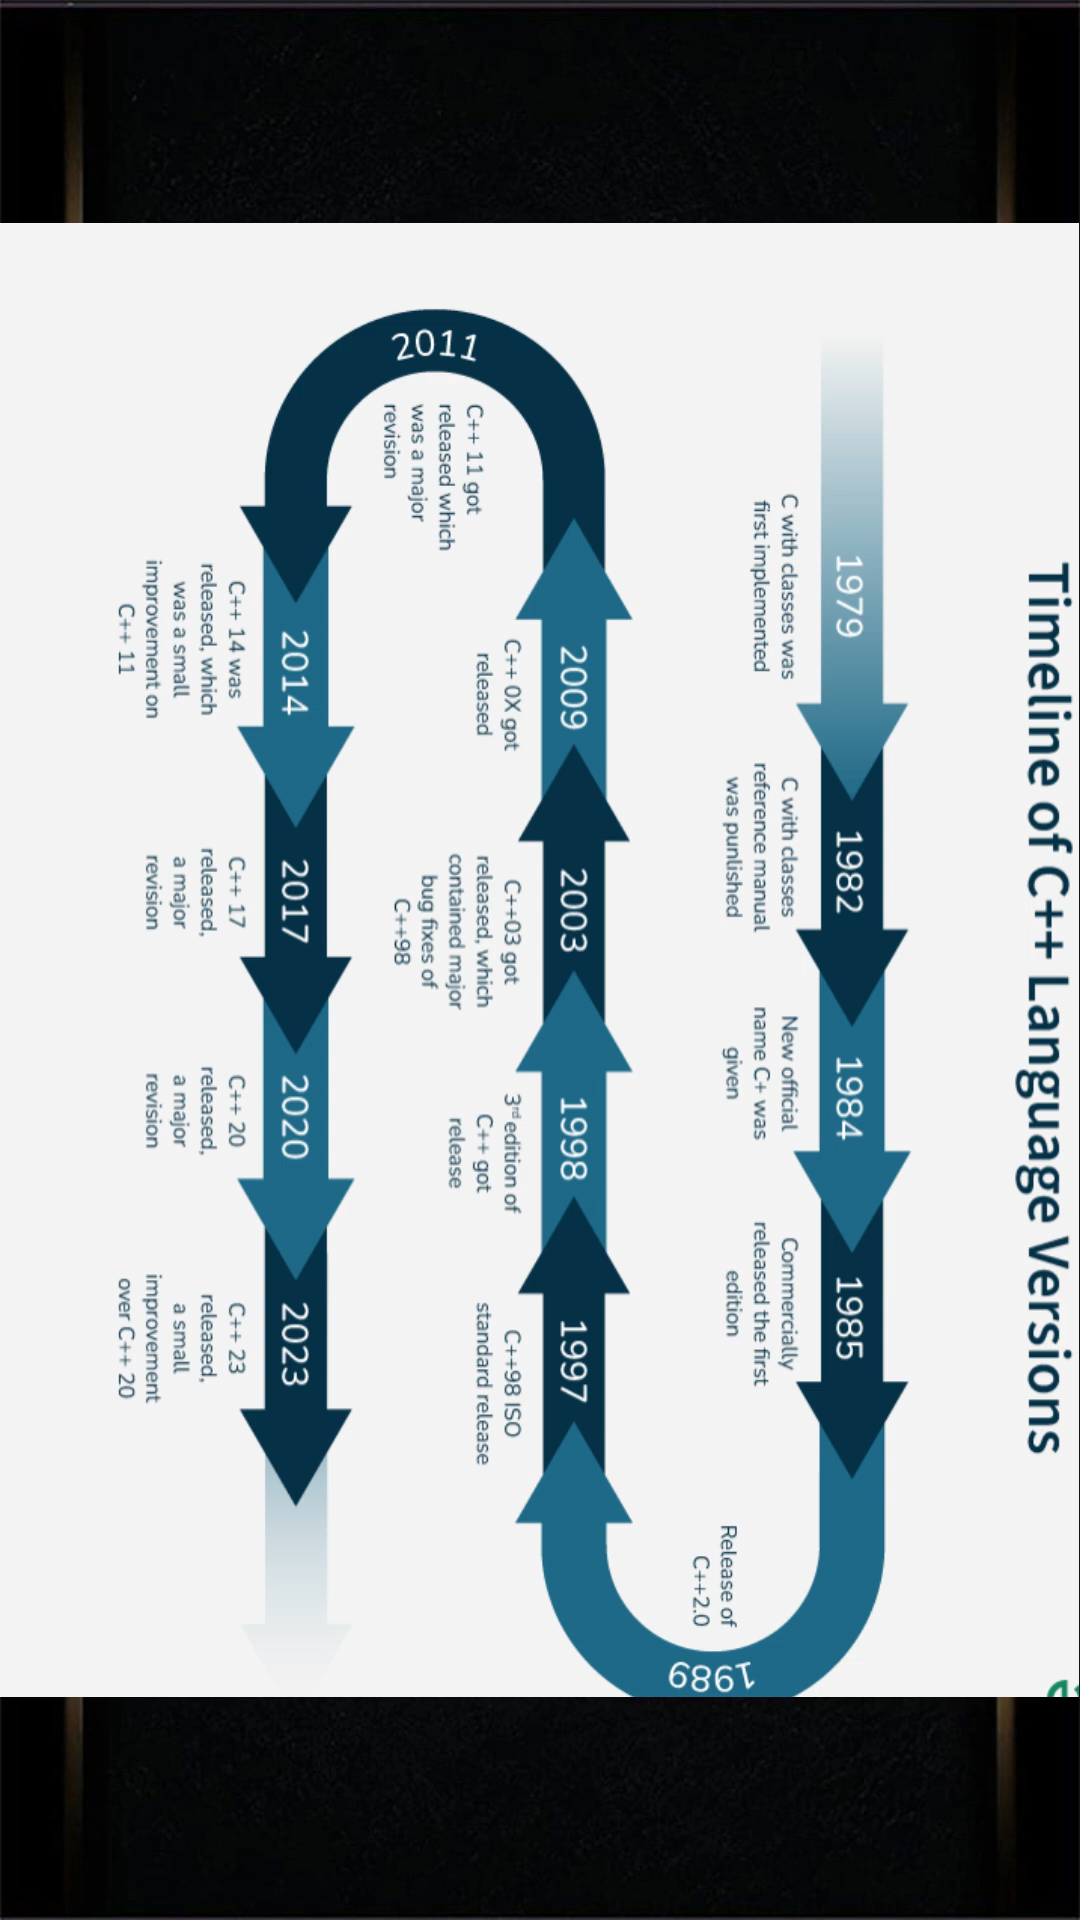 Timeline of C++ Language Versions
1979
C with classes was
first implemented
1982
C with classes
reference manual
was punlished
1984
New official
name C+ was
given
1985
Commercially
released the first
edition
1989
Release of
C++2.0
1997
C++98 ISO
standard release
1998
3rd edition of
C++ got
release
2003
C++03 got
released, which
contained major
bug fixes of
C++98
2009
C++ 0X got
released
2011
C++ 11 got
released which
was a major
revision
2014
C++ 14 was
released, which
was a small
improvement on
C++ 11
2017
C++ 17
released,
a major
revision
2020
C++ 20
released,
a major
revision
2023
C++ 23
released,
a small
improvement
over C++ 20